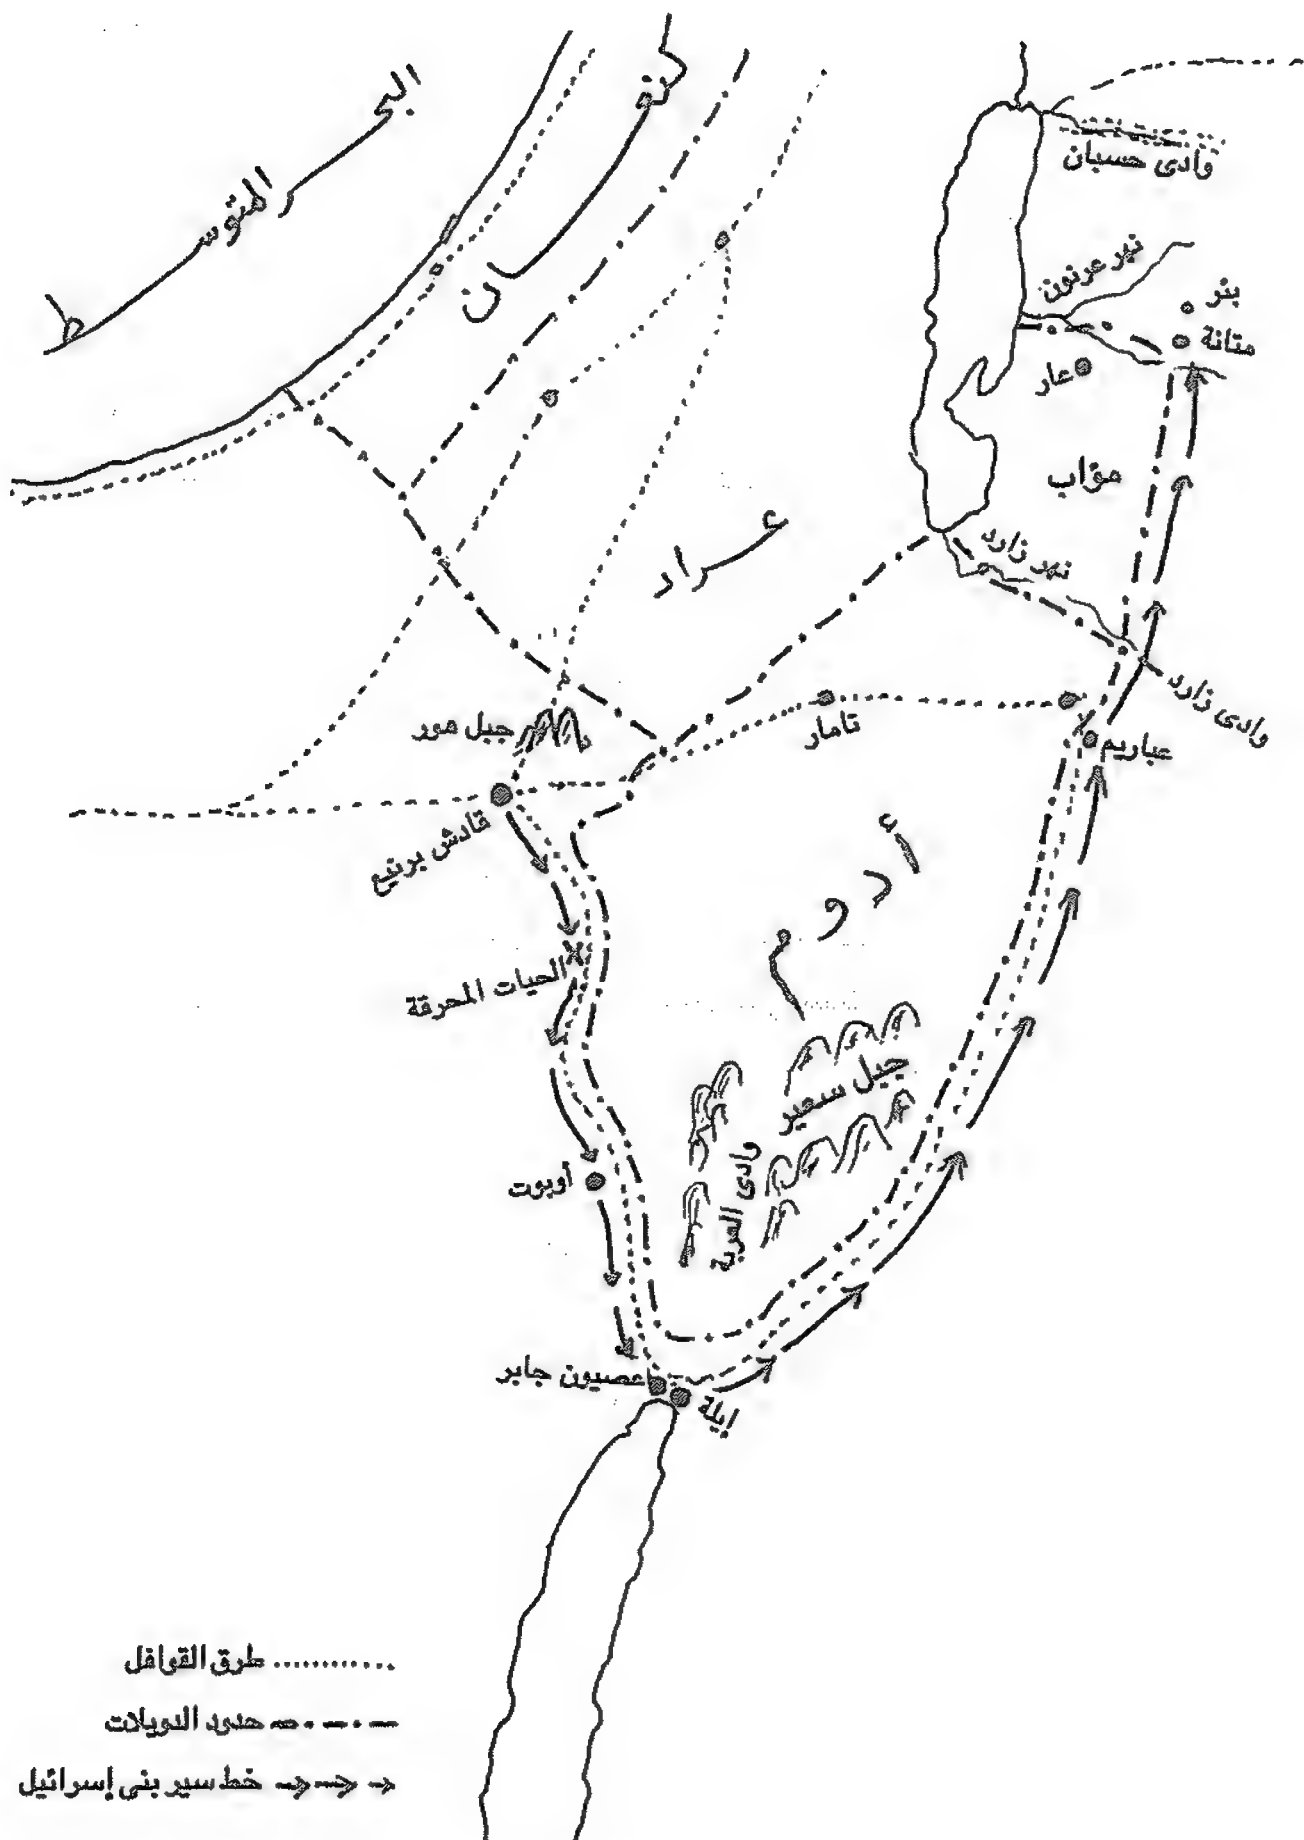 البحر المتوسط
كنعان
وادى حسبان
نهر عرنون
بئر
متانة
عار
مؤاب
أراد
نهر زارد
وادى زارد
جبل هور
تامار
عباريم
قادش برنيع
أدوم
الحيات المحرقة
جبل سعير
وادى العربة
أوبوت
عصيون جابر
إيلة
طرق القوافل
حدود الدويلات
خط سير بنى إسرائيل